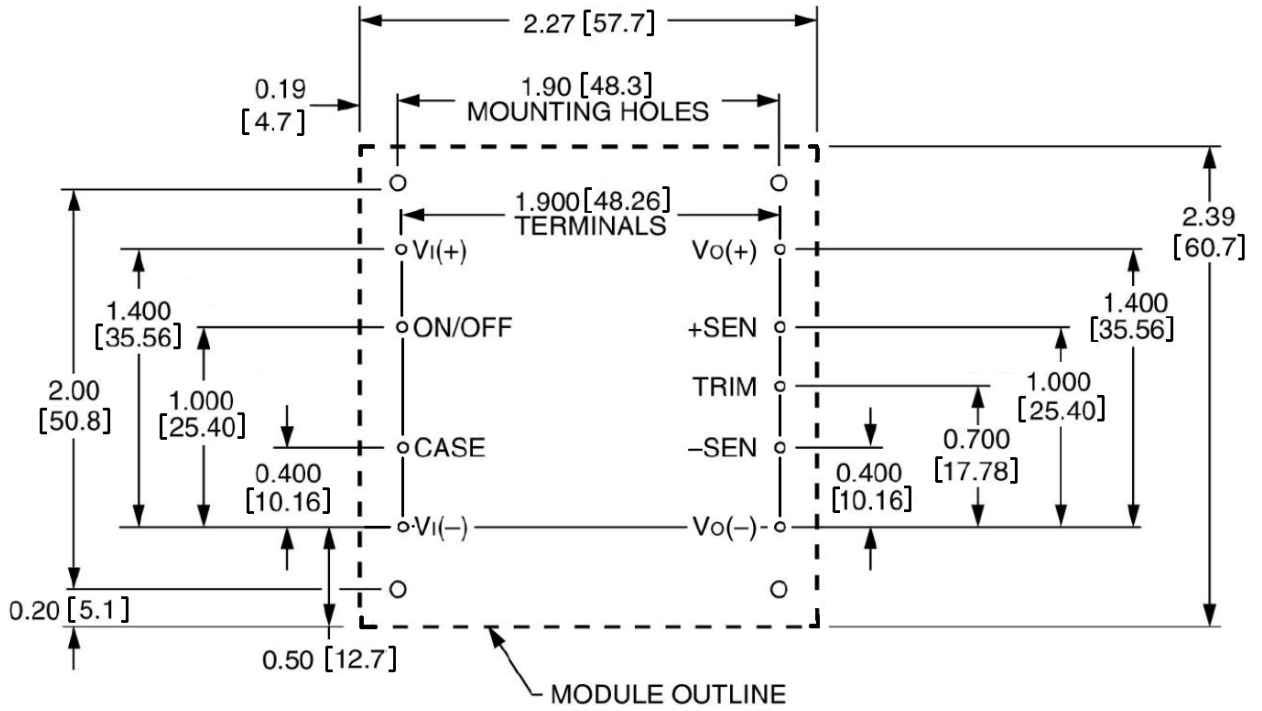 2.27 [57.7]
0.19
[4.7]
1.90 [48.3]
MOUNTING HOLES
1.900 [48.26]
TERMINALS
2.39
[60.7]
VI(+)
VO(+)
1.400
[35.56]
1.400
[35.56]
ON/OFF
+SEN
2.00
[50.8]
1.000
[25.40]
TRIM
1.000
[25.40]
CASE
–SEN
0.400
[10.16]
0.400
[10.16]
0.700
[17.78]
VI(–)
VO(–)
0.20 [5.1]
0.50 [12.7]
MODULE OUTLINE